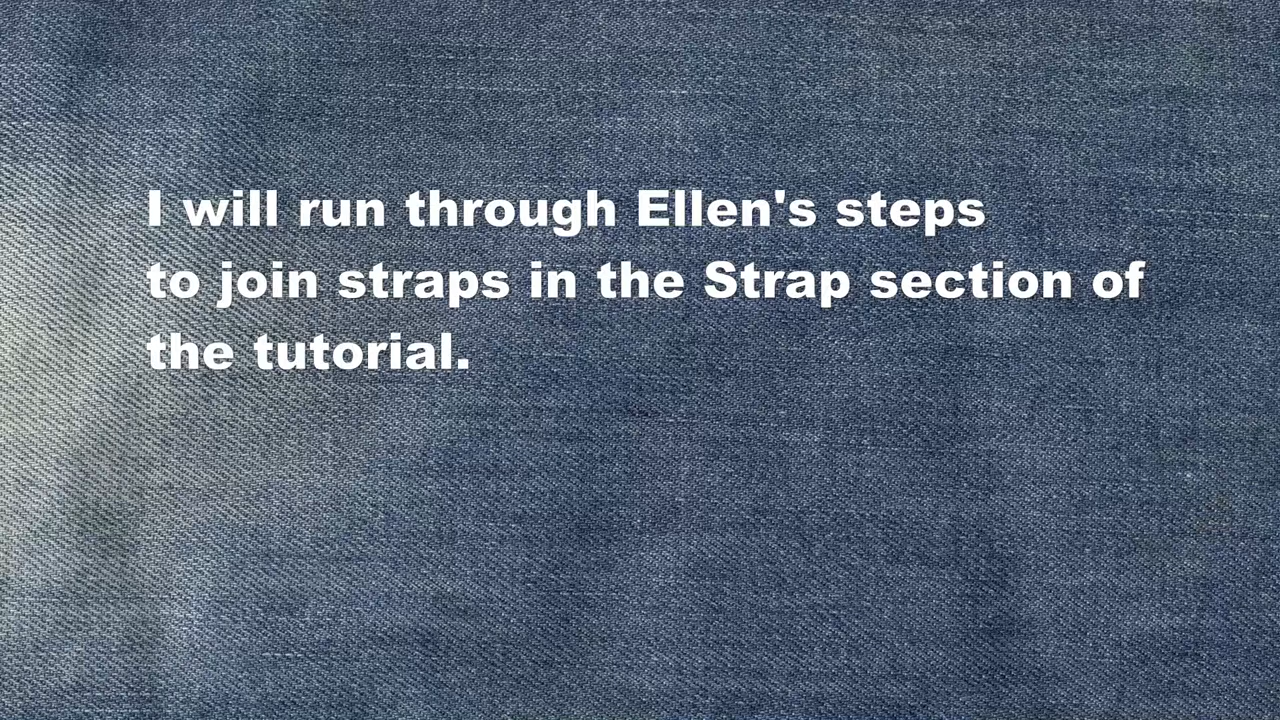 I will run through Ellen's steps
to join straps in the Strap section of
the tutorial.